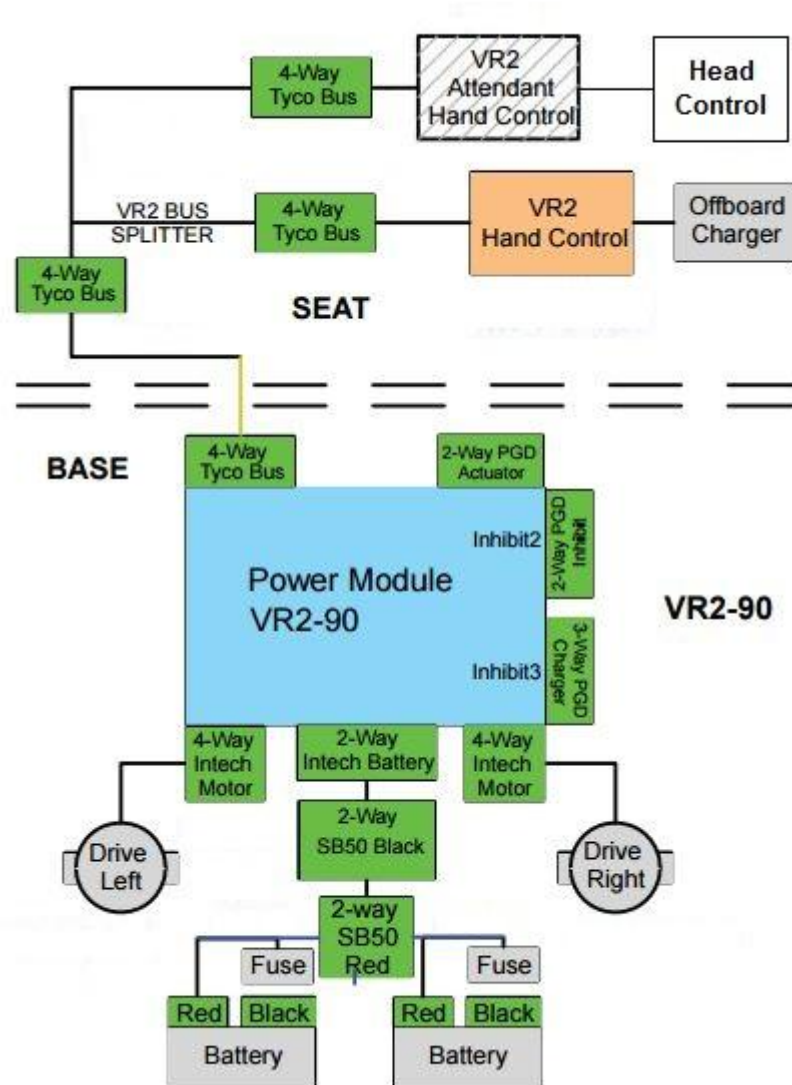 4-Way
Tyco Bus
VR2
Attendant
Hand Control
Head
Control
VR2 BUS
SPLITTER
4-Way
Tyco Bus
VR2
Hand Control
Offboard
Charger
4-Way
Tyco Bus
SEAT
BASE
4-Way
Tyco Bus
2-Way PGD
Actuator
Inhibit2
2-Way PGD
Inhibit
Power Module
VR2-90
VR2-90
Inhibit3
3-Way PGD
Charger
4-Way
Intech
Motor
2-Way
Intech Battery
4-Way
Intech
Motor
2-Way
SB50 Black
Drive
Left
Drive
Right
2-way
SB50
Red
Fuse
Fuse
Red
Black
Red
Black
Battery
Battery